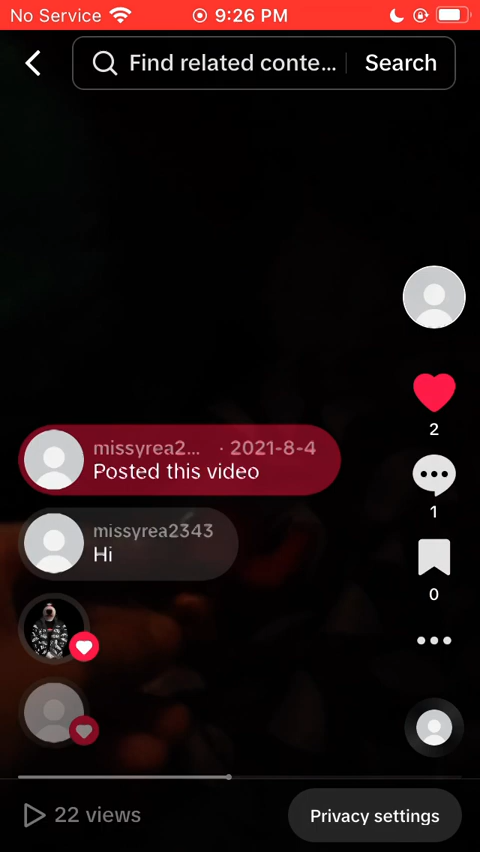 No Service 9:26 PM
Find related conte... Search
2
missyrea2... · 2021-8-4
Posted this video
1
missyrea2343
Hi
0
22 views
Privacy settings